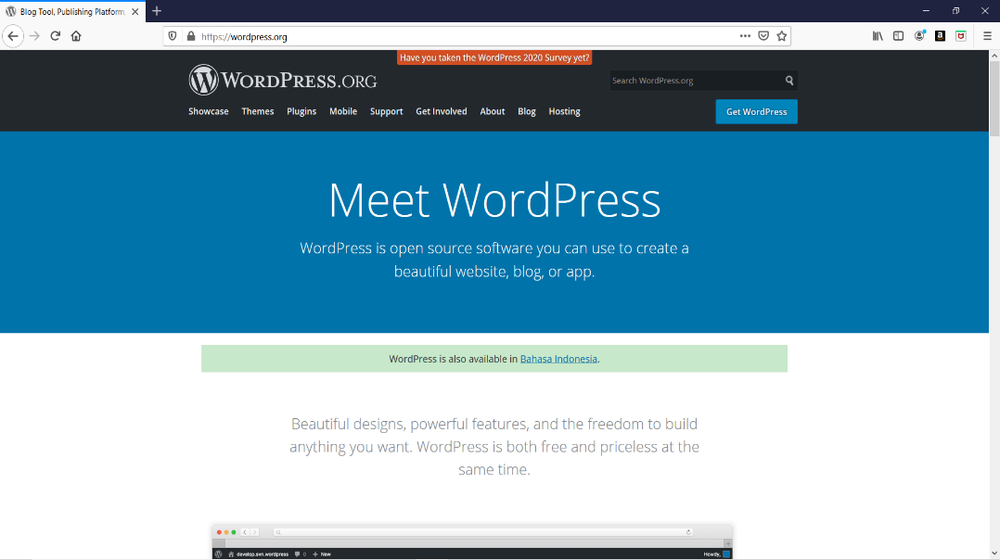 Blog Tool, Publishing Platform,
https://wordpress.org
Have you taken the WordPress 2020 Survey yet?
WORDPRESS.ORG
Search WordPress.org
Showcase Themes Plugins Mobile Support Get Involved About Blog Hosting
Get WordPress
Meet WordPress
WordPress is open source software you can use to create a
beautiful website, blog, or app.
WordPress is also available in Bahasa Indonesia.
Beautiful designs, powerful features, and the freedom to build
anything you want. WordPress is both free and priceless at the
same time.
develop.svn.wordpress 0 + New Howdy,